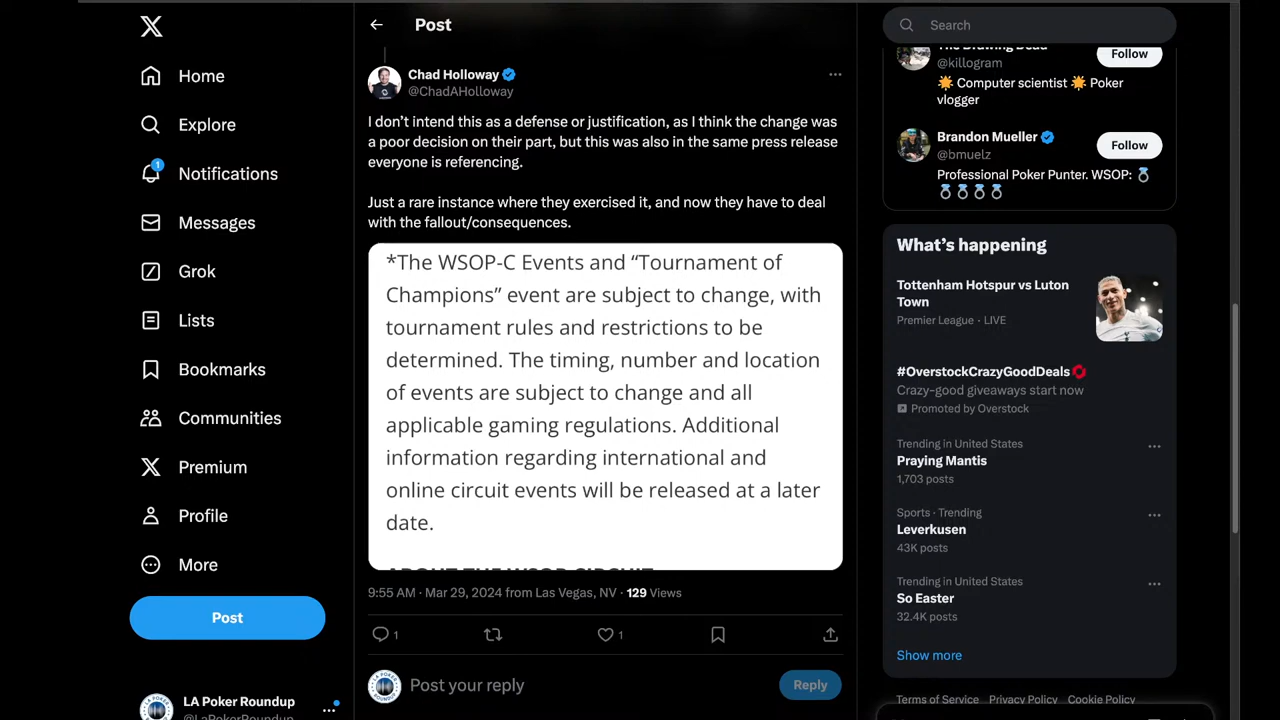 Home
Explore
1
Notifications
Messages
Grok
Lists
Bookmarks
Communities
Premium
Profile
More
Post
LA Poker Roundup
@LaPokerRoundup
Post
Chad Holloway
@ChadAHolloway
I don't intend this as a defense or justification, as I think the change was
a poor decision on their part, but this was also in the same press release
everyone is referencing.
Just a rare instance where they exercised it, and now they have to deal
with the fallout/consequences.
*The WSOP-C Events and “Tournament of
Champions” event are subject to change, with
tournament rules and restrictions to be
determined. The timing, number and location
of events are subject to change and all
applicable gaming regulations. Additional
information regarding international and
online circuit events will be released at a later
date.
ABOUT THE WSOP CIRCUIT
9:55 AM · Mar 29, 2024 from Las Vegas, NV · 129 Views
1
1
Post your reply
Reply
Search
The Drawing Dead
@killogram
Follow
Computer scientist
Poker
vlogger
Brandon Mueller
@bmuelz
Follow
Professional Poker Punter. WSOP:
What's happening
Tottenham Hotspur vs Luton
Town
Premier League · LIVE
#OverstockCrazyGoodDeals
Crazy-good giveaways start now
Promoted by Overstock
Trending in United States
Praying Mantis
1,703 posts
Sports · Trending
Leverkusen
43K posts
Trending in United States
So Easter
32.4K posts
Show more
Terms of Service Privacy Policy Cookie Policy